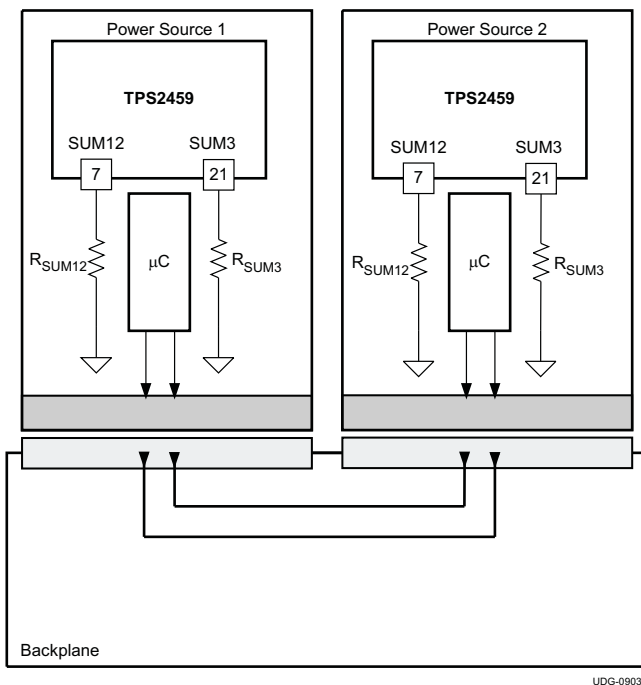 Power Source 1
Power Source 2
TPS2459
TPS2459
SUM12
SUM3
SUM12
SUM3
7
21
7
21
RSUM12
μC
RSUM3
RSUM12
μC
RSUM3
Backplane
UDG-0903